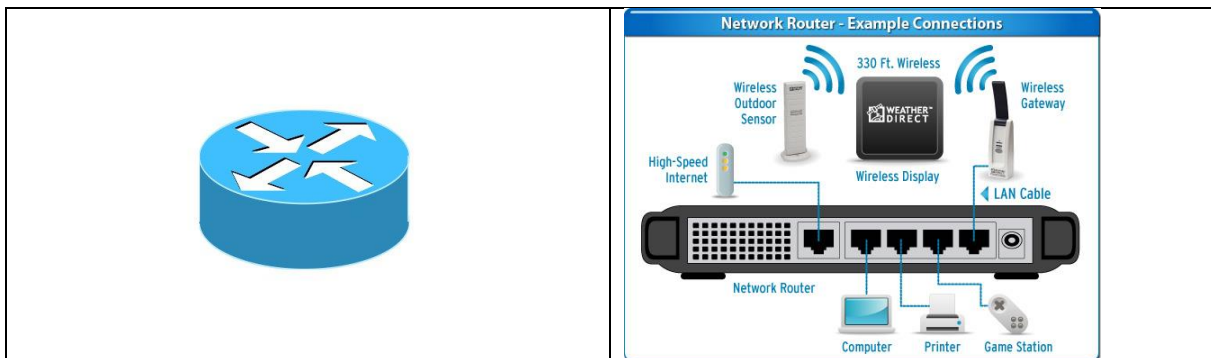 Network Router - Example Connections
330 Ft. Wireless
Wireless
Outdoor
Sensor
WEATHER™
DIRECT
Wireless
Gateway
High-Speed
Internet
Wireless Display
LAN Cable
Network Router
Computer
Printer
Game Station